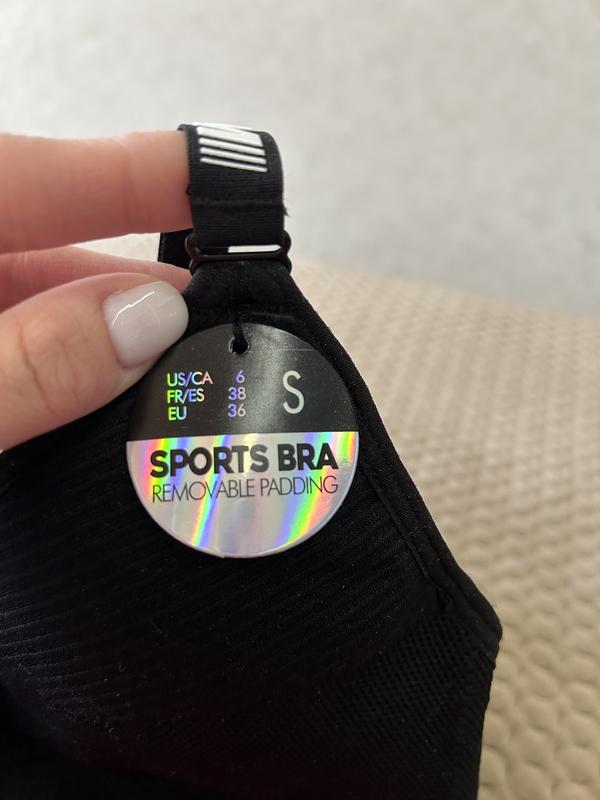 US/CA 6 S
FR/ES 38
EU 36
SPORTS BRA
REMOVABLE PADDING